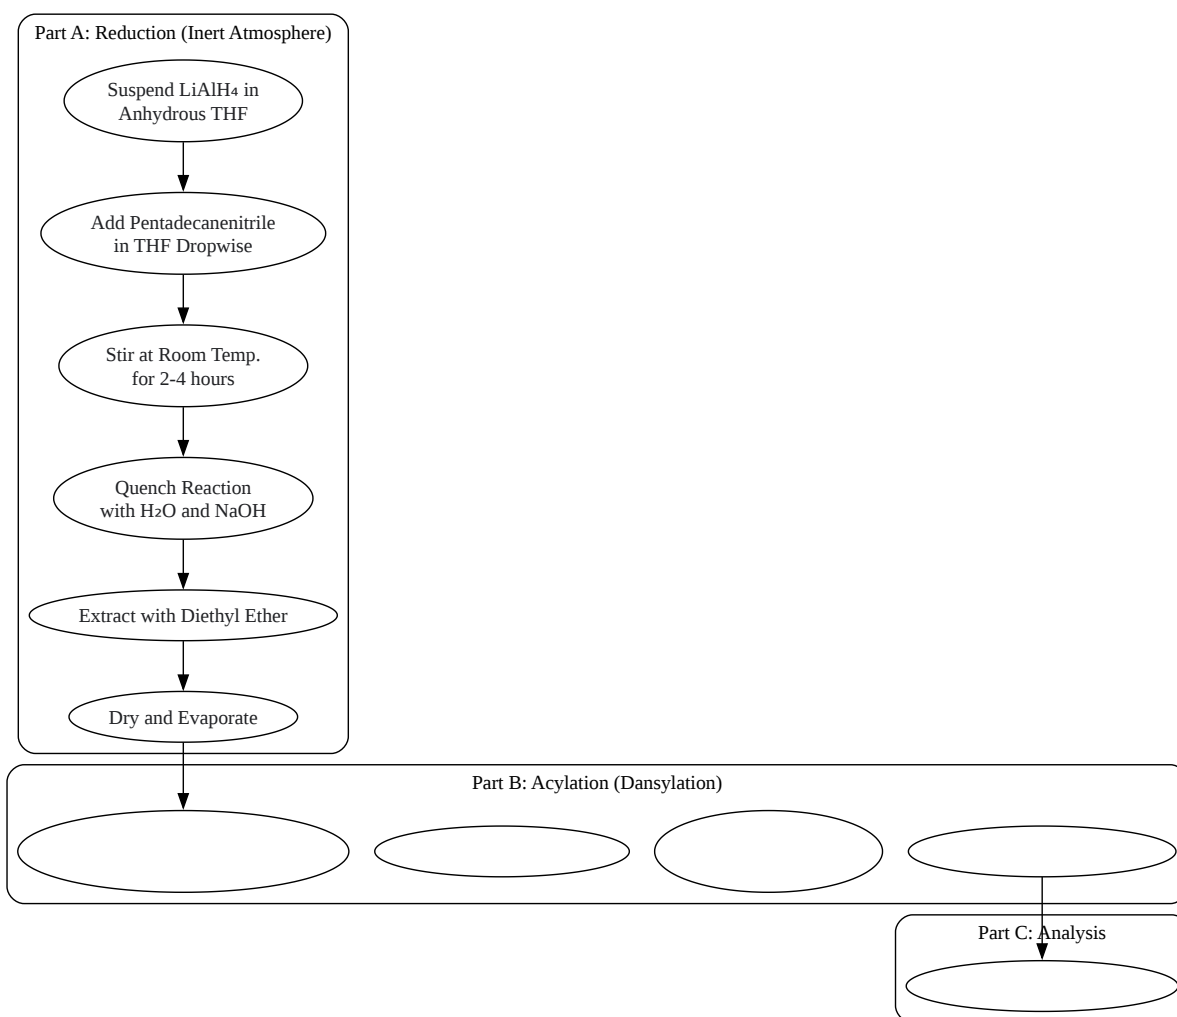 Part A: Reduction (Inert Atmosphere)
Suspend LiAlH₄ in
Anhydrous THF
Add Pentadecanenitrile
in THF Dropwise
Stir at Room Temp.
for 2-4 hours
Quench Reaction
with H₂O and NaOH
Extract with Diethyl Ether
Dry and Evaporate
Part B: Acylation (Dansylation)
Part C: Analysis